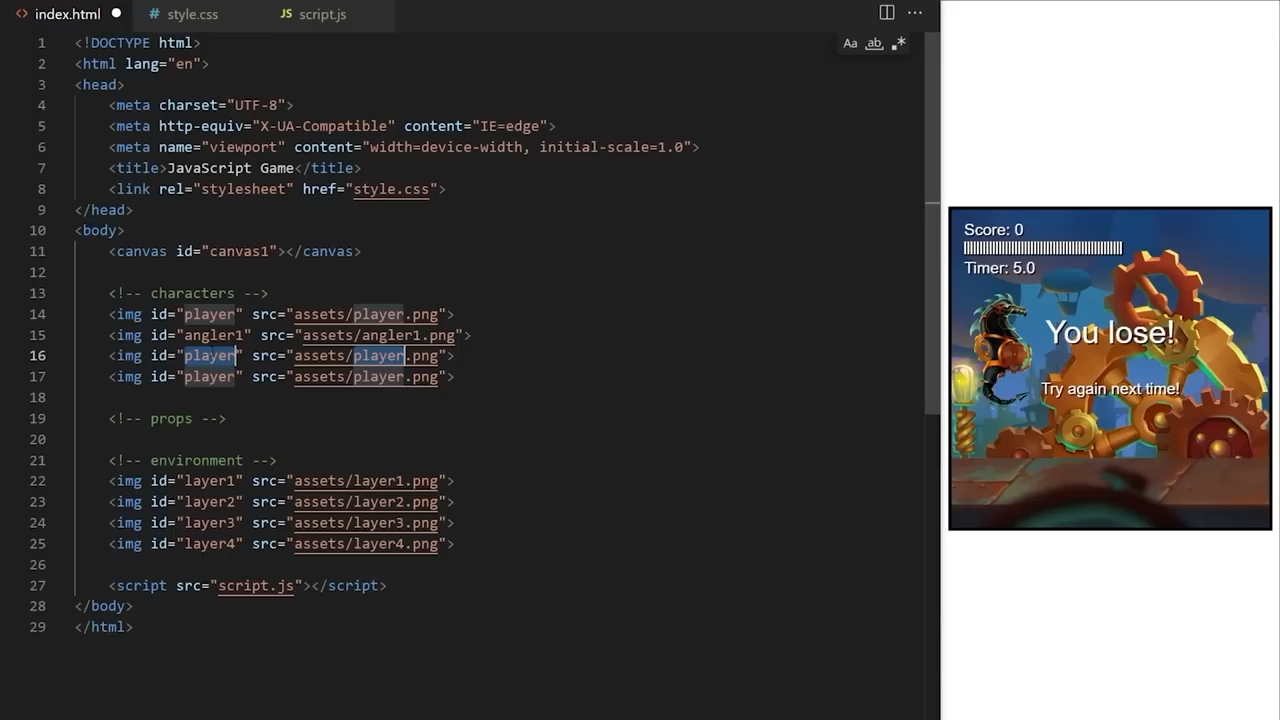 index.html
style.css
script.js
Aa ab
1 <!DOCTYPE html>
2 <html lang="en">
3 <head>
4 <meta charset="UTF-8">
5 <meta http-equiv="X-UA-Compatible" content="IE=edge">
6 <meta name="viewport" content="width=device-width, initial-scale=1.0">
7 <title>JavaScript Game</title>
8 <link rel="stylesheet" href="style.css">
9 </head>
10 <body>
11 <canvas id="canvas1"></canvas>
12
13 <!-- characters -->
14 <img id="player" src="assets/player.png">
15 <img id="angler1" src="assets/angler1.png">
16 <img id="player" src="assets/player.png">
17 <img id="player" src="assets/player.png">
18
19 <!-- props -->
20
21 <!-- environment -->
22 <img id="layer1" src="assets/layer1.png">
23 <img id="layer2" src="assets/layer2.png">
24 <img id="layer3" src="assets/layer3.png">
25 <img id="layer4" src="assets/layer4.png">
26
27 <script src="script.js"></script>
28 </body>
29 </html>
Score: 0
Timer: 5.0
You lose!
Try again next time!